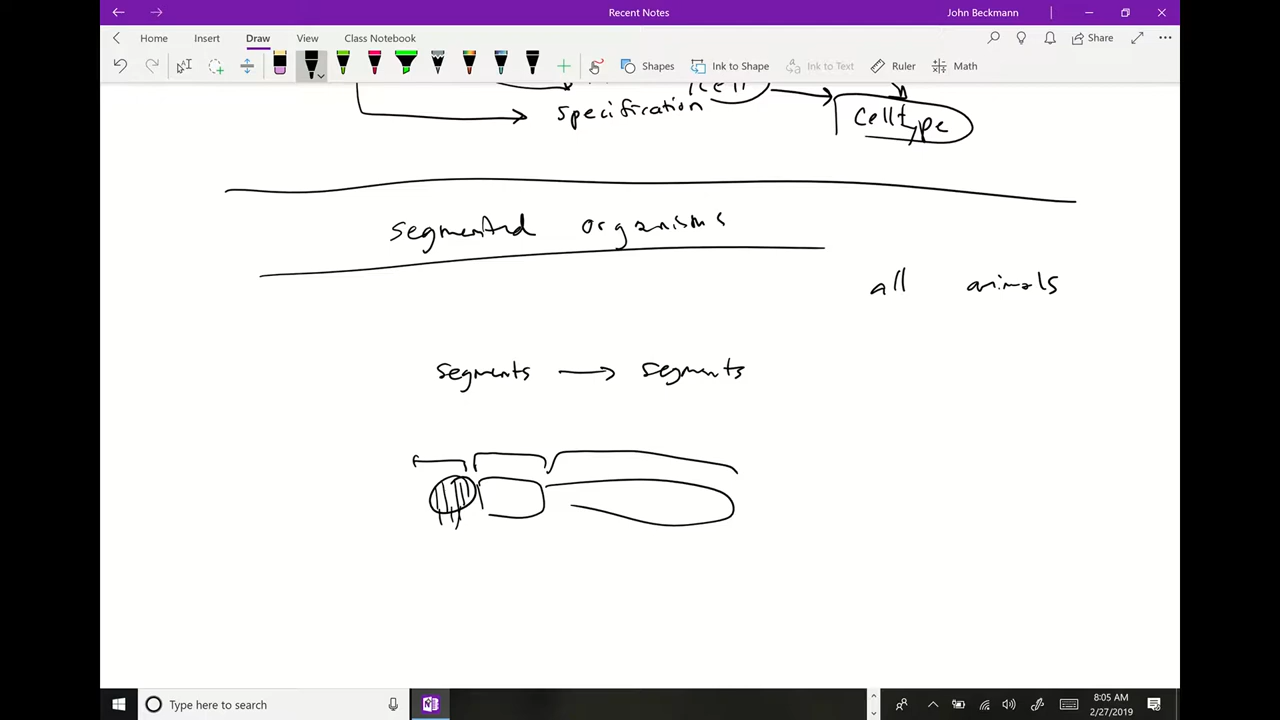 Recent Notes
John Beckmann
Home Insert Draw View Class Notebook
Share
Shapes Ink to Shape Ink to Text Ruler Math
cell
specification
celltype
segmented organisms
all animals
segments → segments
Type here to search
8:05 AM
2/27/2019